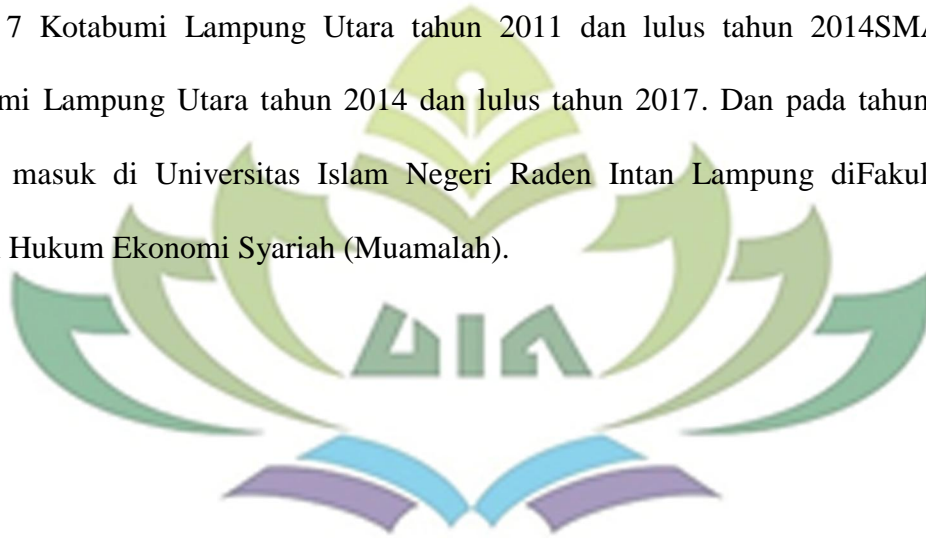 7 Kotabumi Lampung Utara tahun 2011 dan lulus tahun 2014SMA
mi Lampung Utara tahun 2014 dan lulus tahun 2017. Dan pada tahun
masuk di Universitas Islam Negeri Raden Intan Lampung diFakul
Hukum Ekonomi Syariah (Muamalah).
UIN